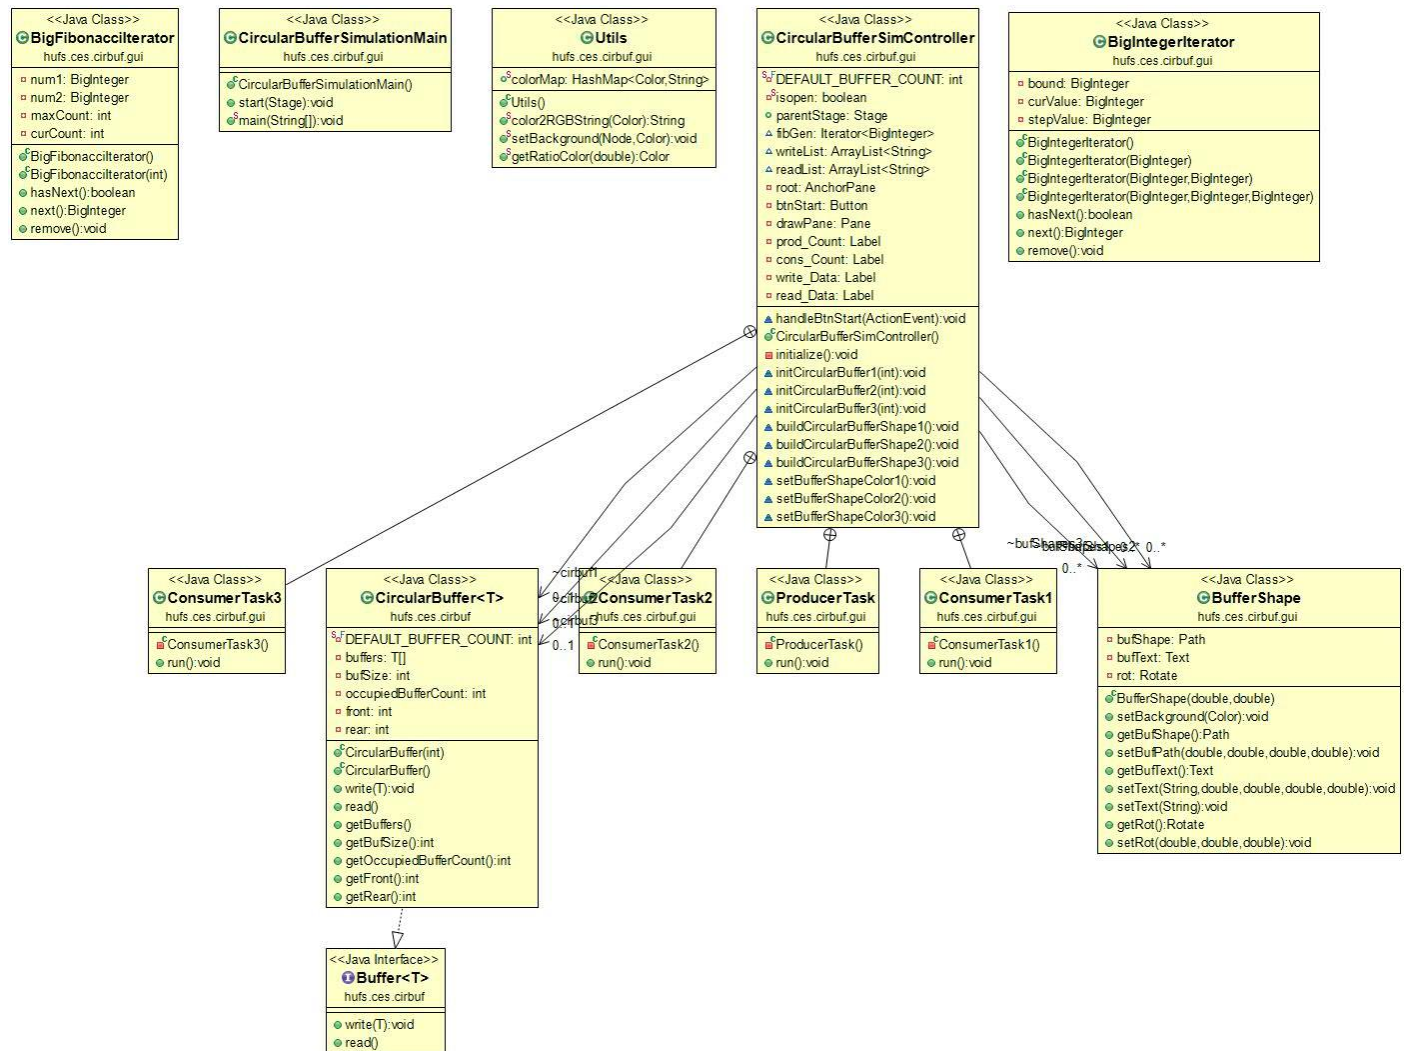 <<Java Class>>
BigFibonacciIterator
hufs.ces.cirbuf.gui
num1: BigInteger
num2: BigInteger
maxCount: int
curCount: int
BigFibonacciIterator()
BigFibonacciIterator(int)
hasNext():boolean
next():BigInteger
remove():void
<<Java Class>>
CircularBufferSimulationMain
hufs.ces.cirbuf.gui
CircularBufferSimulationMain()
start(Stage):void
main(String[]):void
<<Java Class>>
Utils
hufs.ces.cirbuf.gui
colorMap: HashMap<Color,String>
Utils()
color2RGBString(Color):String
setBackground(Node,Color):void
getRatioColor(double):Color
<<Java Class>>
CircularBufferSimController
hufs.ces.cirbuf.gui
DEFAULT_BUFFER_COUNT: int
isopen: boolean
parentStage: Stage
fibGen: Iterator<BigInteger>
writeList: ArrayList<String>
readList: ArrayList<String>
root: AnchorPane
btnStart: Button
drawPane: Pane
prod_Count: Label
cons_Count: Label
write_Data: Label
read_Data: Label
handleBtnStart(ActionEvent):void
CircularBufferSimController()
initialize():void
initCircularBuffer1(int):void
initCircularBuffer2(int):void
initCircularBuffer3(int):void
buildCircularBufferShape1():void
buildCircularBufferShape2():void
buildCircularBufferShape3():void
setBufferShapeColor1():void
setBufferShapeColor2():void
setBufferShapeColor3():void
<<Java Class>>
BigIntegerIterator
hufs.ces.cirbuf.gui
bound: BigInteger
curValue: BigInteger
stepValue: BigInteger
BigIntegerIterator()
BigIntegerIterator(BigInteger)
BigIntegerIterator(BigInteger,BigInteger)
BigIntegerIterator(BigInteger,BigInteger,BigInteger)
hasNext():boolean
next():BigInteger
remove():void
0..*
0..*
~cirbuf1
~cirbuf2
~cirbuf3
0..1
0..1
<<Java Class>>
ConsumerTask3
hufs.ces.cirbuf.gui
ConsumerTask3()
run():void
<<Java Class>>
CircularBuffer<T>
hufs.ces.cirbuf
DEFAULT_BUFFER_COUNT: int
buffers: T[]
bufSize: int
occupiedBufferCount: int
front: int
rear: int
CircularBuffer(int)
CircularBuffer()
write(T):void
read()
getBuffers()
getBufSize():int
getOccupiedBufferCount():int
getFront():int
getRear():int
<<Java Class>>
ConsumerTask2
hufs.ces.cirbuf.gui
ConsumerTask2()
run():void
<<Java Class>>
ProducerTask
hufs.ces.cirbuf.gui
ProducerTask()
run():void
<<Java Class>>
ConsumerTask1
hufs.ces.cirbuf.gui
ConsumerTask1()
run():void
<<Java Class>>
BufferShape
hufs.ces.cirbuf.gui
bufShape: Path
bufText: Text
rot: Rotate
BufferShape(double,double)
setBackground(Color):void
getBufShape():Path
setBufPath(double,double,double,double):void
getBufText():Text
setText(String,double,double,double,double):void
setText(String):void
getRot():Rotate
setRot(double,double,double):void
<<Java Interface>>
Buffer<T>
hufs.ces.cirbuf
write(T):void
read()